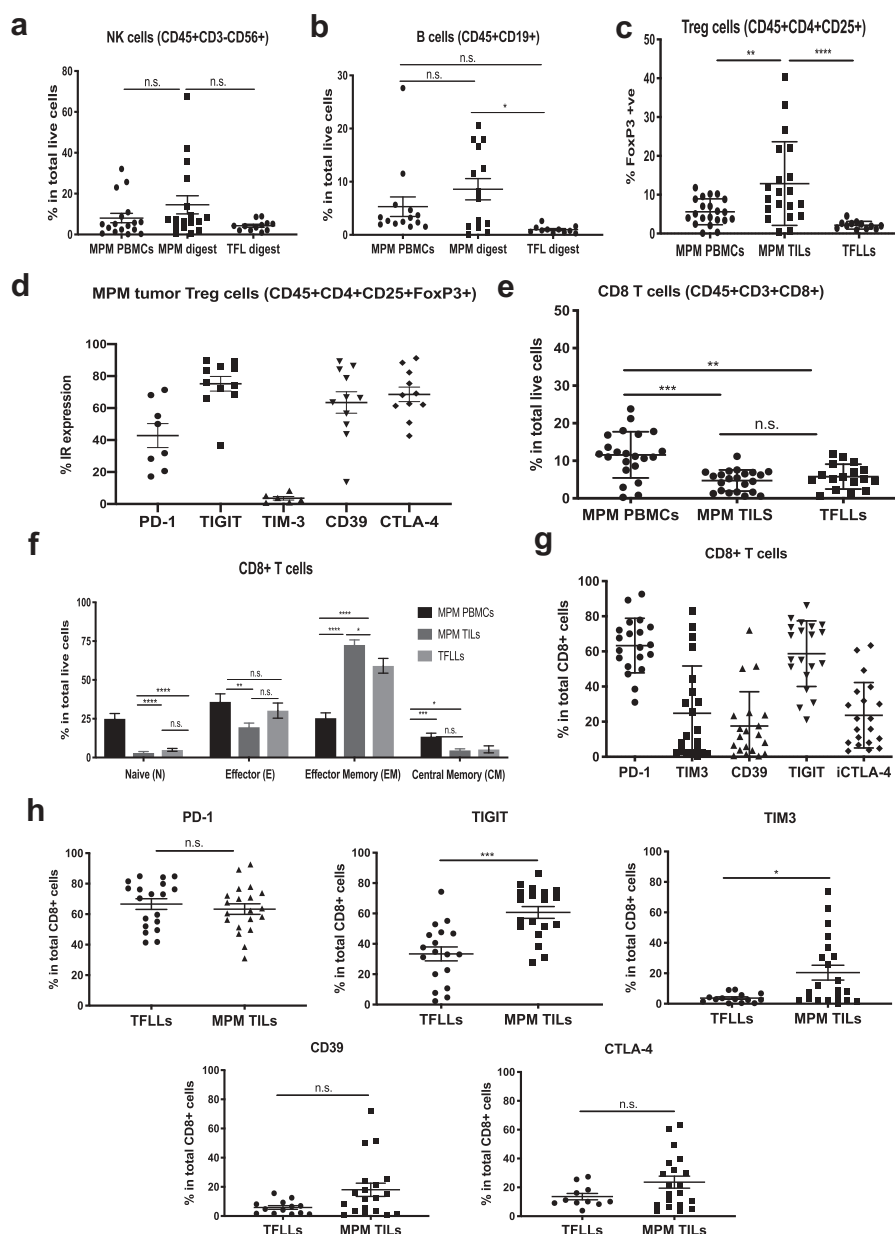 a
NK cells (CD45+CD3-CD56+)
% in total live cells
80
60
40
20
0
n.s.
n.s.
MPM PBMCs
MPM digest
TFL digest
b
B cells (CD45+CD19+)
% in total live cells
30
20
10
0
n.s.
n.s.
*
MPM PBMCs
MPM digest
TFL digest
c
Treg cells (CD45+CD4+CD25+)
% FoxP3 +ve
50
40
30
20
10
0
**
****
MPM PBMCs
MPM TILs
TFLLs
d
MPM tumor Treg cells (CD45+CD4+CD25+FoxP3+)
% IR expression
100
80
60
40
20
0
PD-1
TIGIT
TIM-3
CD39
CTLA-4
e
CD8 T cells (CD45+CD3+CD8+)
% in total live cells
50
40
30
20
10
0
**
***
n.s.
MPM PBMCs
MPM TILS
TFLLs
f
CD8+ T cells
% in total live cells
100
75
50
25
0
MPM PBMCs
MPM TILs
TFLLs
****
****
n.s.
n.s.
**
n.s.
****
****
*
*
***
n.s.
Naive (N)
Effector (E)
Effector Memory (EM)
Central Memory (CM)
g
CD8+ T cells
% in total CD8+ cells
100
80
60
40
20
0
PD-1
TIM3
CD39
TIGIT
iCTLA-4
h
PD-1
% in total CD8+ cells
100
80
60
40
20
0
n.s.
TFLLs
MPM TILs
TIGIT
% in total CD8+ cells
100
80
60
40
20
0
***
TFLLs
MPM TILs
TIM3
% in total CD8+ cells
100
80
60
40
20
0
*
TFLLs
MPM TILs
CD39
% in total CD8+ cells
100
80
60
40
20
0
n.s.
TFLLs
MPM TILs
CTLA-4
% in total CD8+ cells
100
80
60
40
20
0
n.s.
TFLLs
MPM TILs